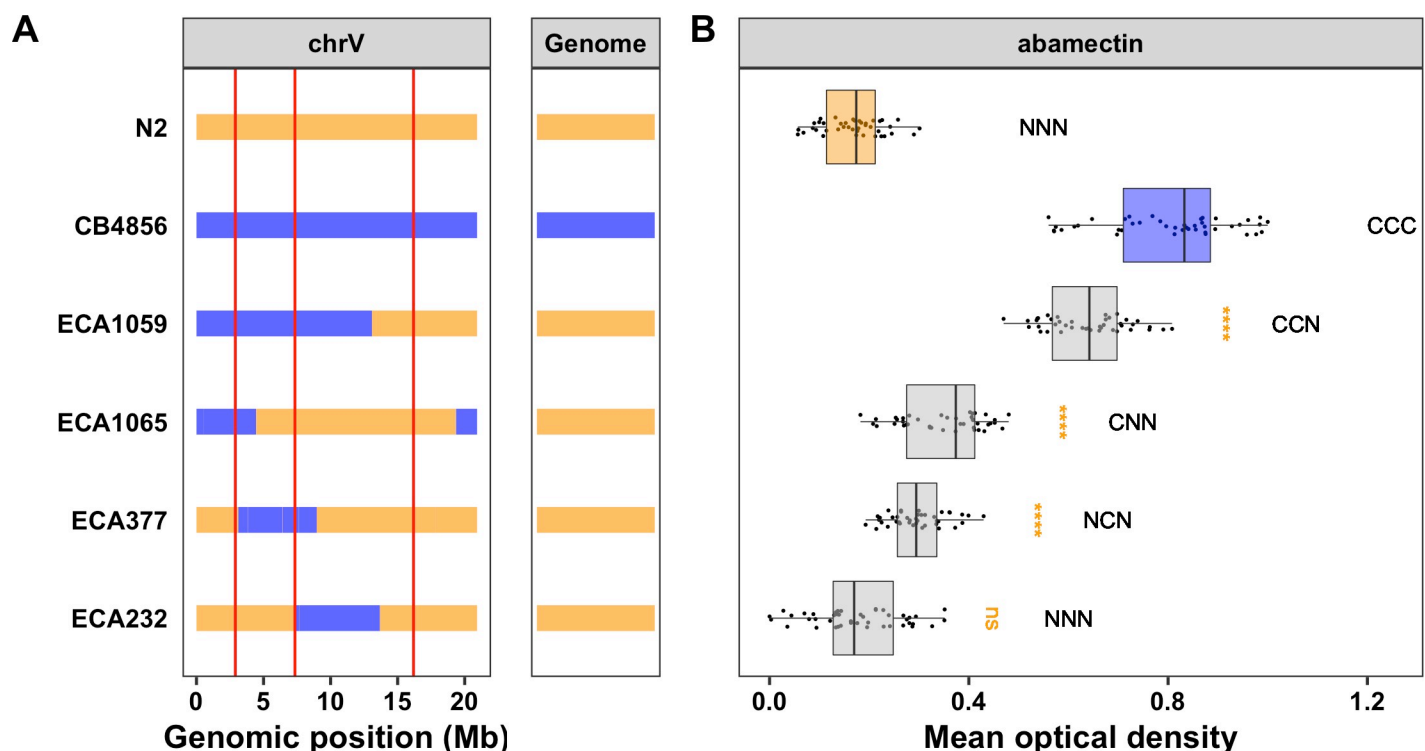 A
chrV
Genome
B
abamectin
N2
NNN
CB4856
CCC
ECA1059
****
CCN
ECA1065
****
CNN
ECA377
****
NCN
ECA232
ns
NNN
0 5 10 15 20
0.0 0.4 0.8 1.2
Genomic position (Mb)
Mean optical density